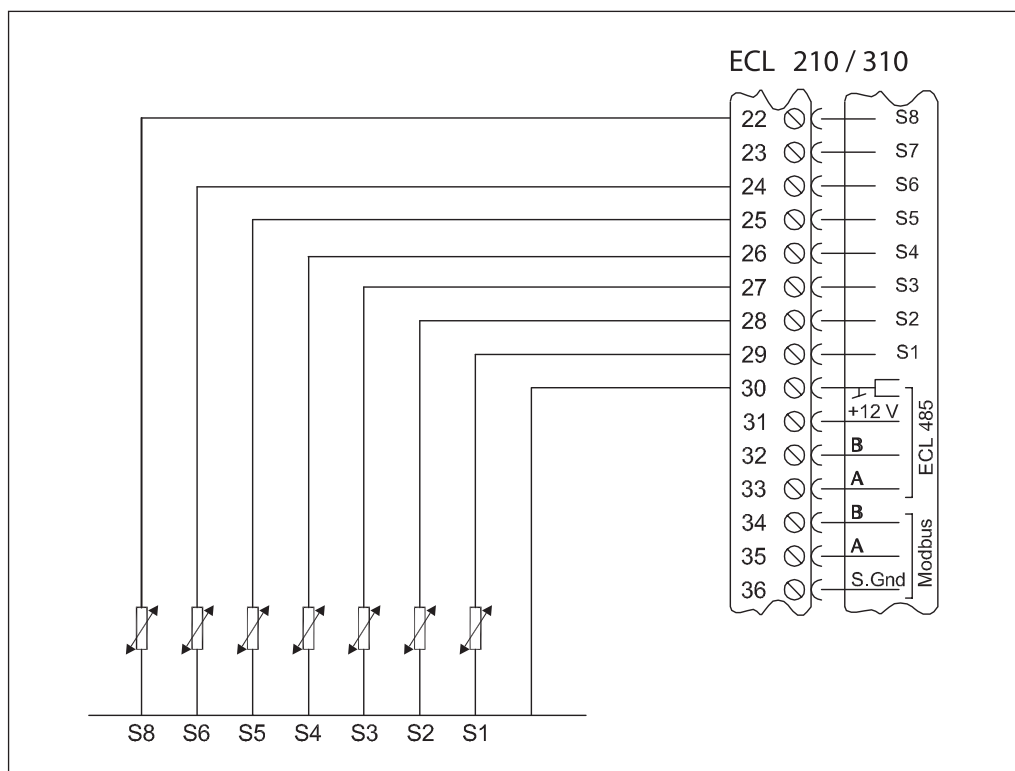 ECL 210 / 310
22 S8
23 S7
24 S6
25 S5
26 S4
27 S3
28 S2
29 S1
30
31 +12 V
32 B
33 A
ECL 485
34 B
35 A
36 S.Gnd
Modbus
S8 S6 S5 S4 S3 S2 S1